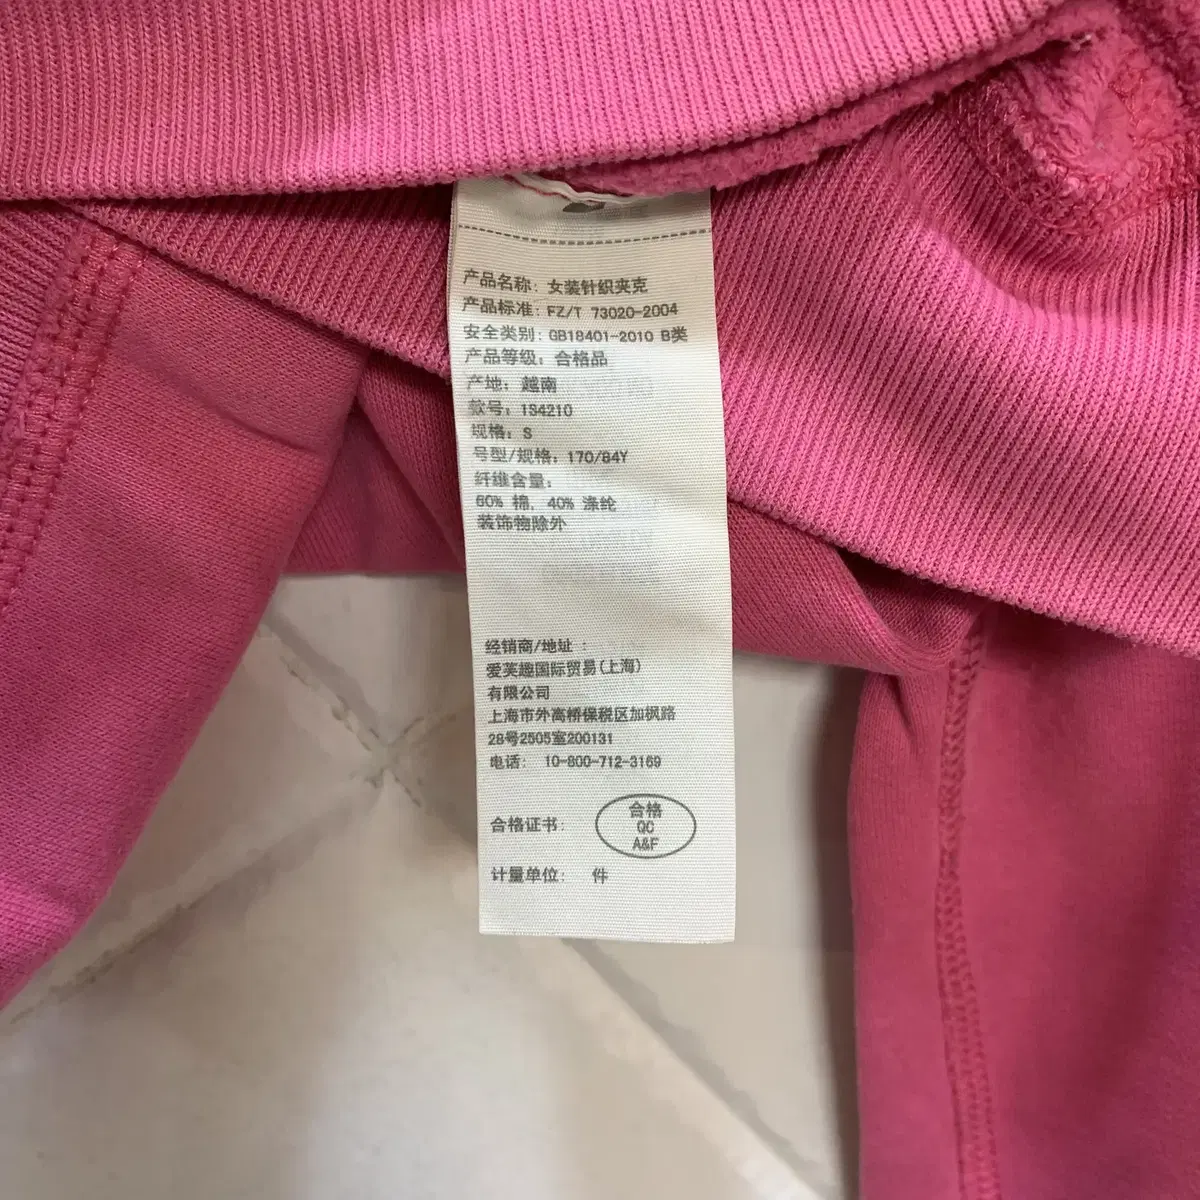 产品名称: 女装针织夹克
产品标准: FZ/T 73020-2004
安全类别: GB18401-2010 B类
产品等级: 合格品
产地: 越南
款号: 1S4210
规格: S
号型/规格: 170/84Y
纤维含量:
60% 棉, 40% 涤纶
装饰物除外
经销商/地址 :
爱芙趣国际贸易(上海)
有限公司
上海市外高桥保税区加枫路
28号2505室200131
电话: 10-800-712-3169
合格证书:
合格
QC
A&F
计量单位: 件